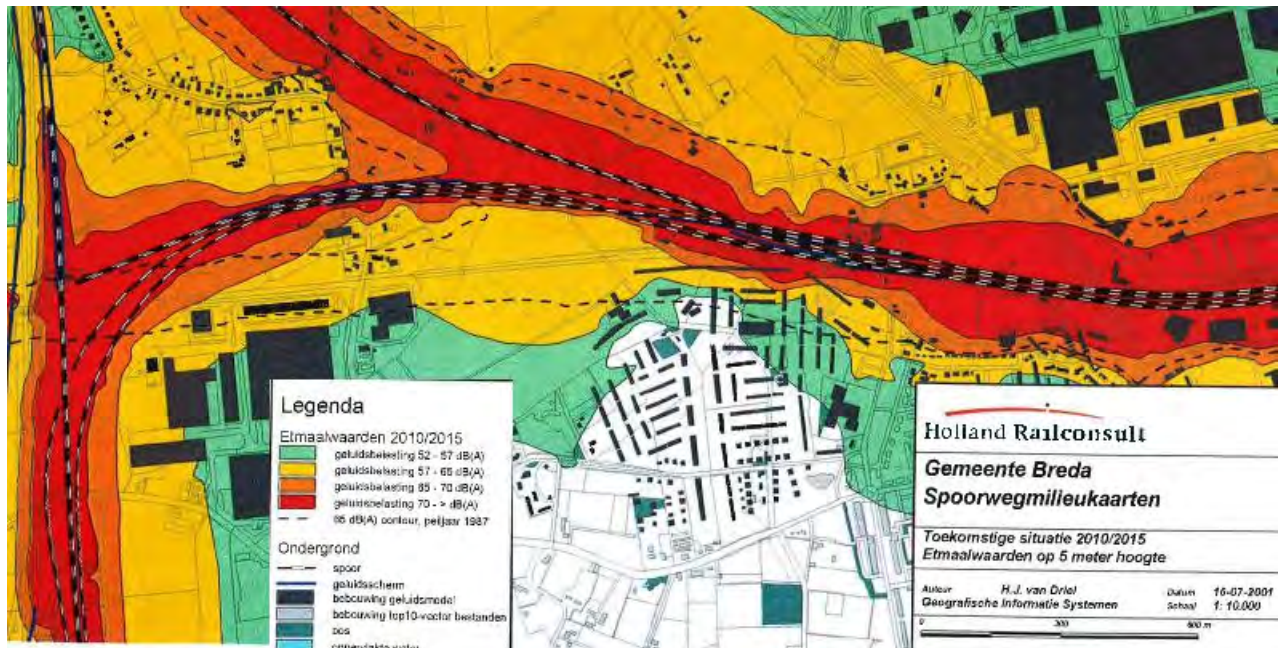 Legenda
Etmaalwaarden 2010/2015
geluidsbelasting 52 - 57 dB(A)
geluidsbelasting 57 - 65 dB(A)
geluidsbelasting 65 - 70 dB(A)
geluidsbelasting 70 - > dB(A)
65 dB(A) contour, peiljaar 1987
Ondergrond
spoor
geluidsscherm
bebouwing geluidsmodel
bebouwing top10-vector bestanden
bos
oppervlakte water
Holland Railconsult
Gemeente Breda
Spoorwegmilieukaarten
Toekomstige situatie 2010/2015
Etmaalwaarden op 5 meter hoogte
Auteur H.J. van Driel Datum 16-07-2001
Geografische Informatie Systemen Schaal 1: 10.000
0 300 600 m